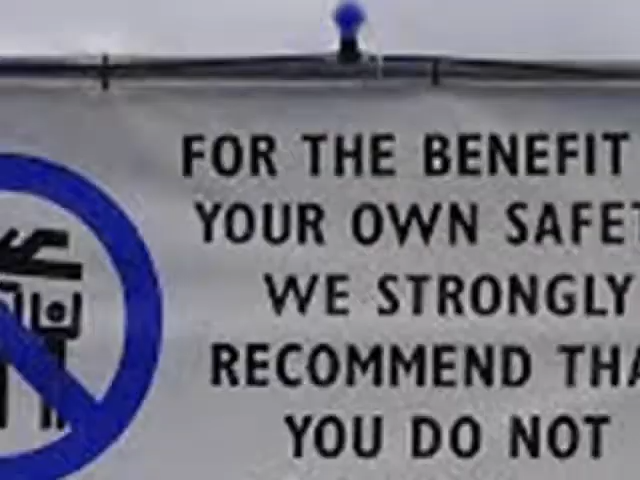 FOR THE BENEFIT
YOUR OWN SAFET
WE STRONGLY
RECOMMEND THA
YOU DO NOT